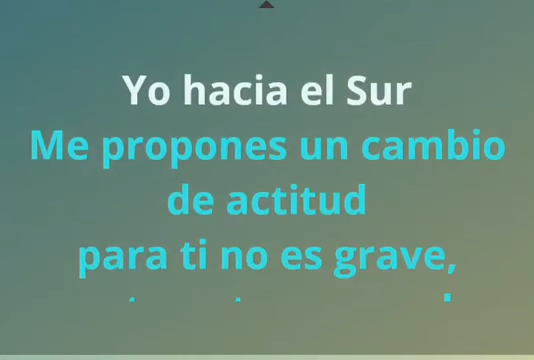 Yo hacia el Sur
Me propones un cambio
de actitud
para ti no es grave,